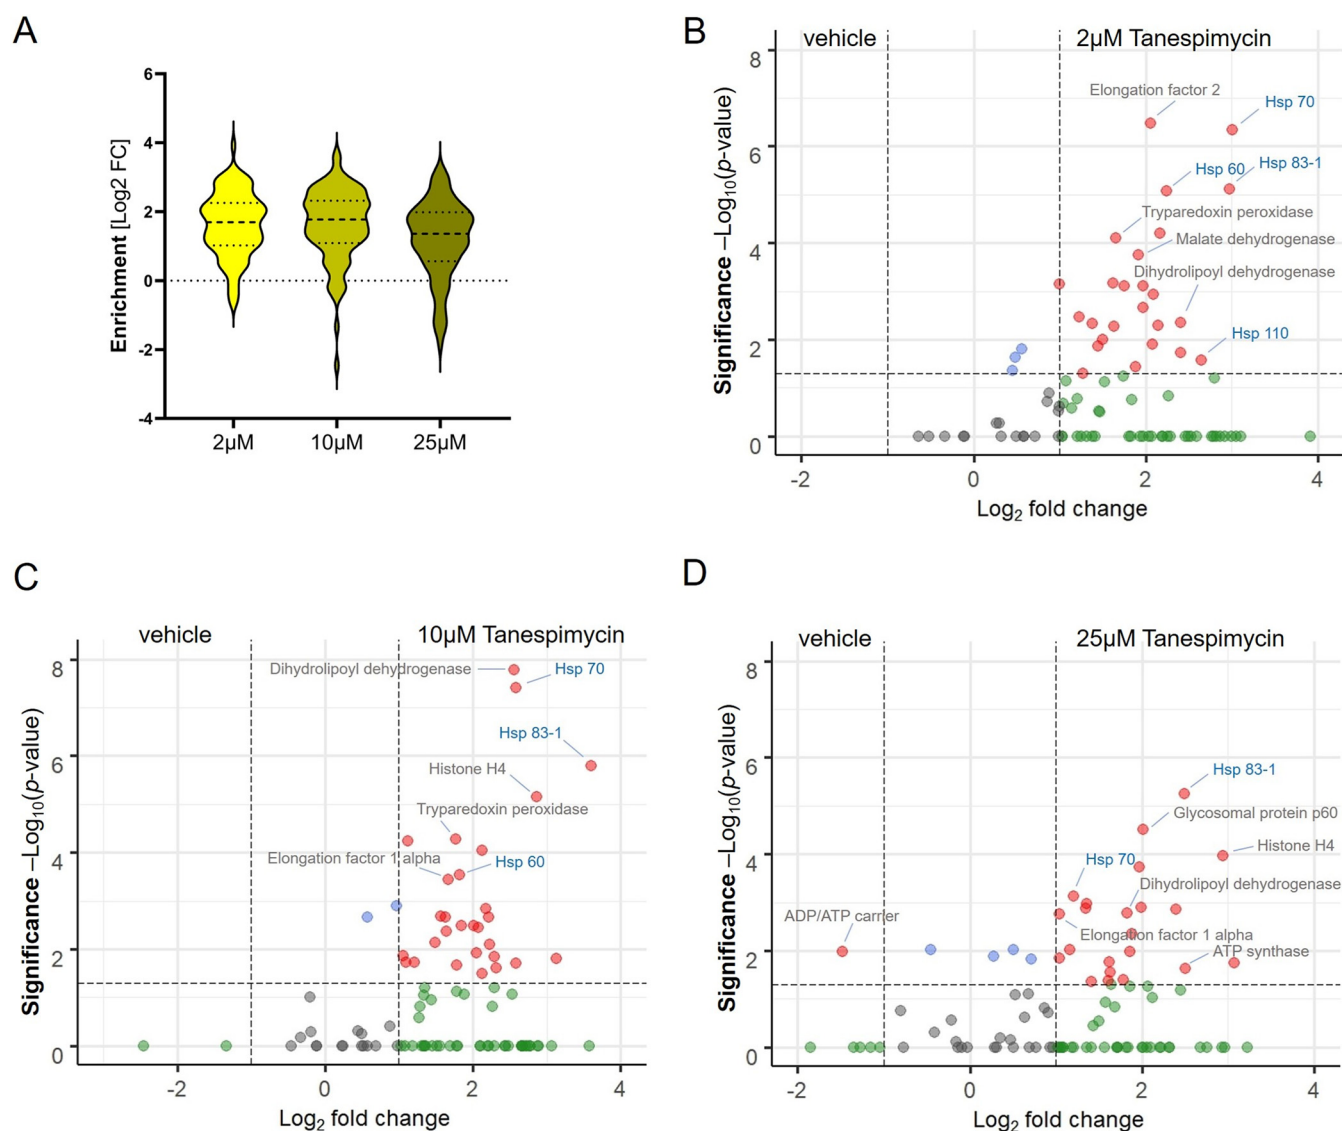 A
6
4
2
0
-2
-4
Enrichment [Log2 FC]
2µM
10µM
25µM
B
vehicle
2µM Tanespimycin
8
6
4
2
0
Significance –Log10(p-value)
Elongation factor 2
Hsp 70
Hsp 60
Hsp 83-1
Tryparedoxin peroxidase
Malate dehydrogenase
Dihydrolipoyl dehydrogenase
Hsp 110
-2
0
2
4
Log2 fold change
C
vehicle
10µM Tanespimycin
8
6
4
2
0
Significance –Log10(p-value)
Dihydrolipoyl dehydrogenase
Hsp 70
Hsp 83-1
Histone H4
Tryparedoxin peroxidase
Elongation factor 1 alpha
Hsp 60
-2
0
2
4
Log2 fold change
D
vehicle
25µM Tanespimycin
8
6
4
2
0
Significance –Log10(p-value)
Hsp 83-1
Glycosomal protein p60
Histone H4
Hsp 70
Dihydrolipoyl dehydrogenase
ADP/ATP carrier
Elongation factor 1 alpha
ATP synthase
-2
0
2
4
Log2 fold change